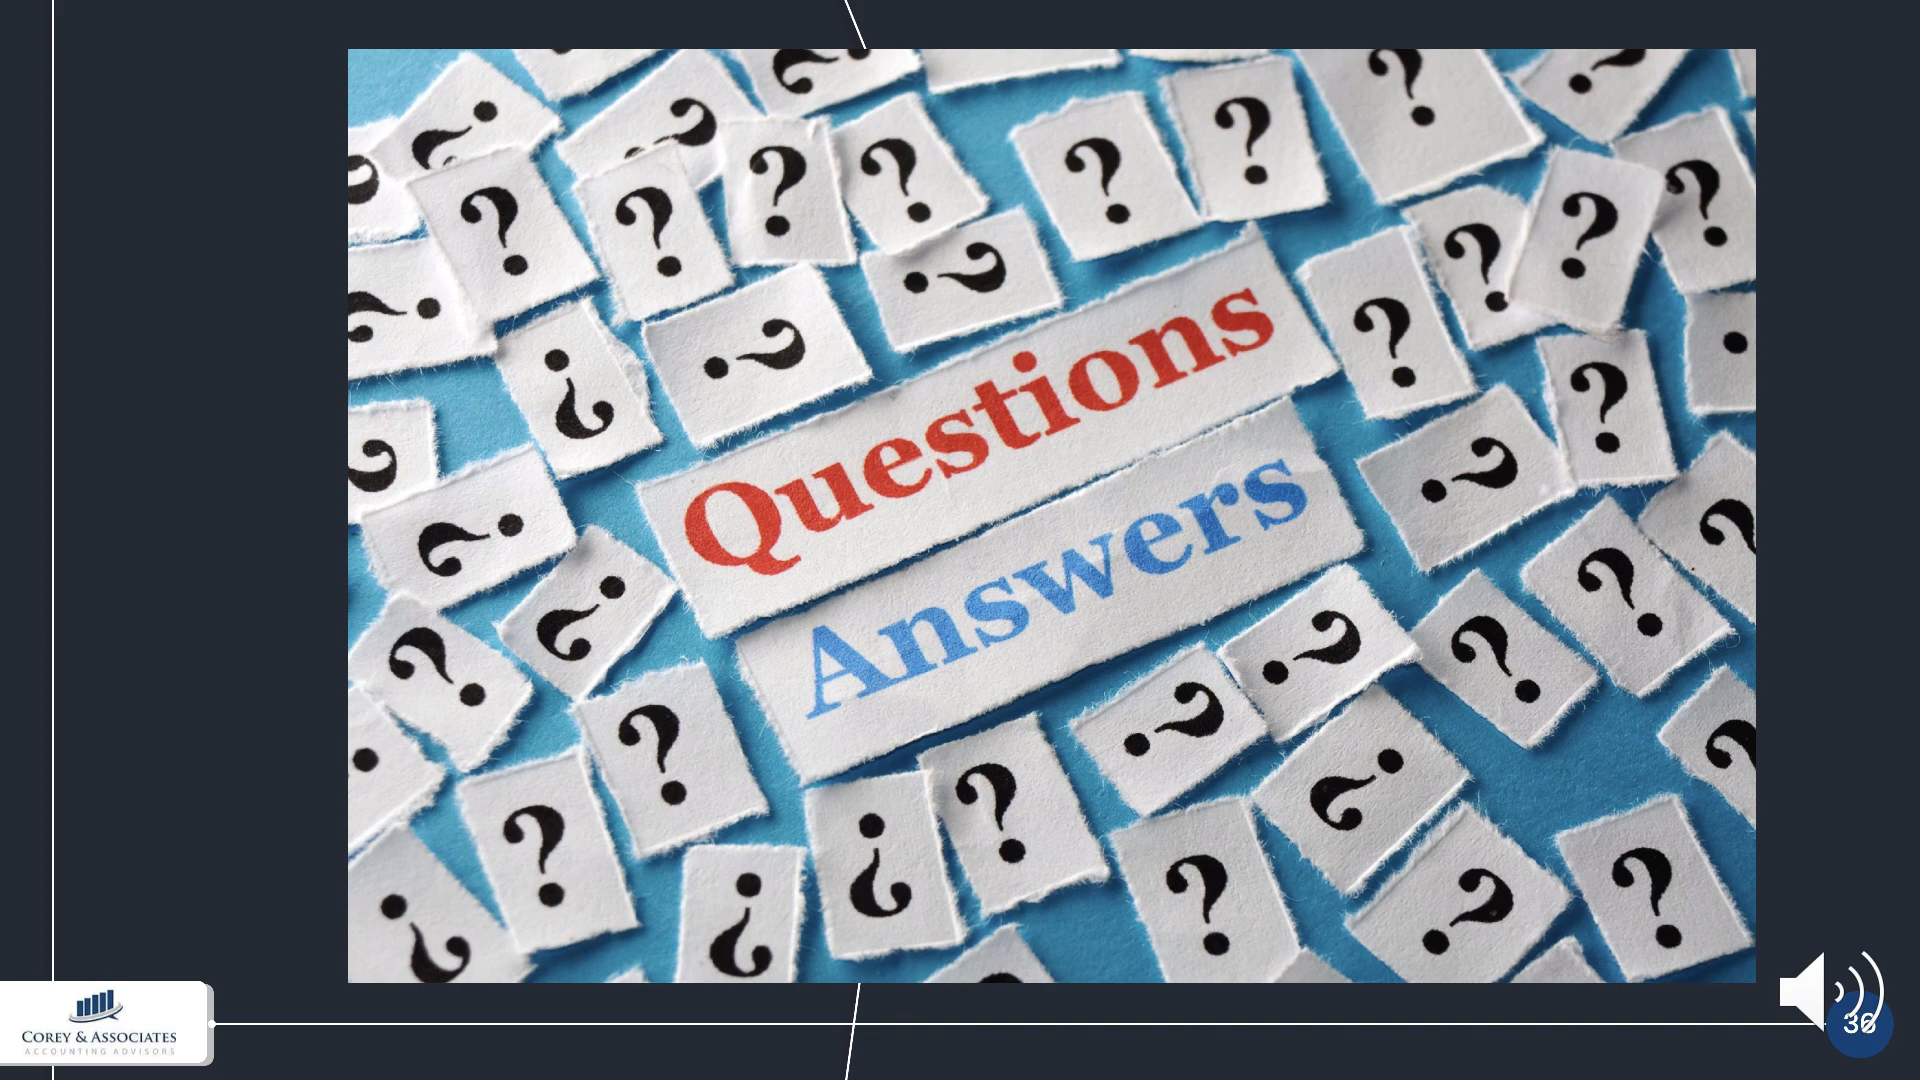 Questions
Answers
COREY & ASSOCIATES
ACCOUNTING ADVISORS
36